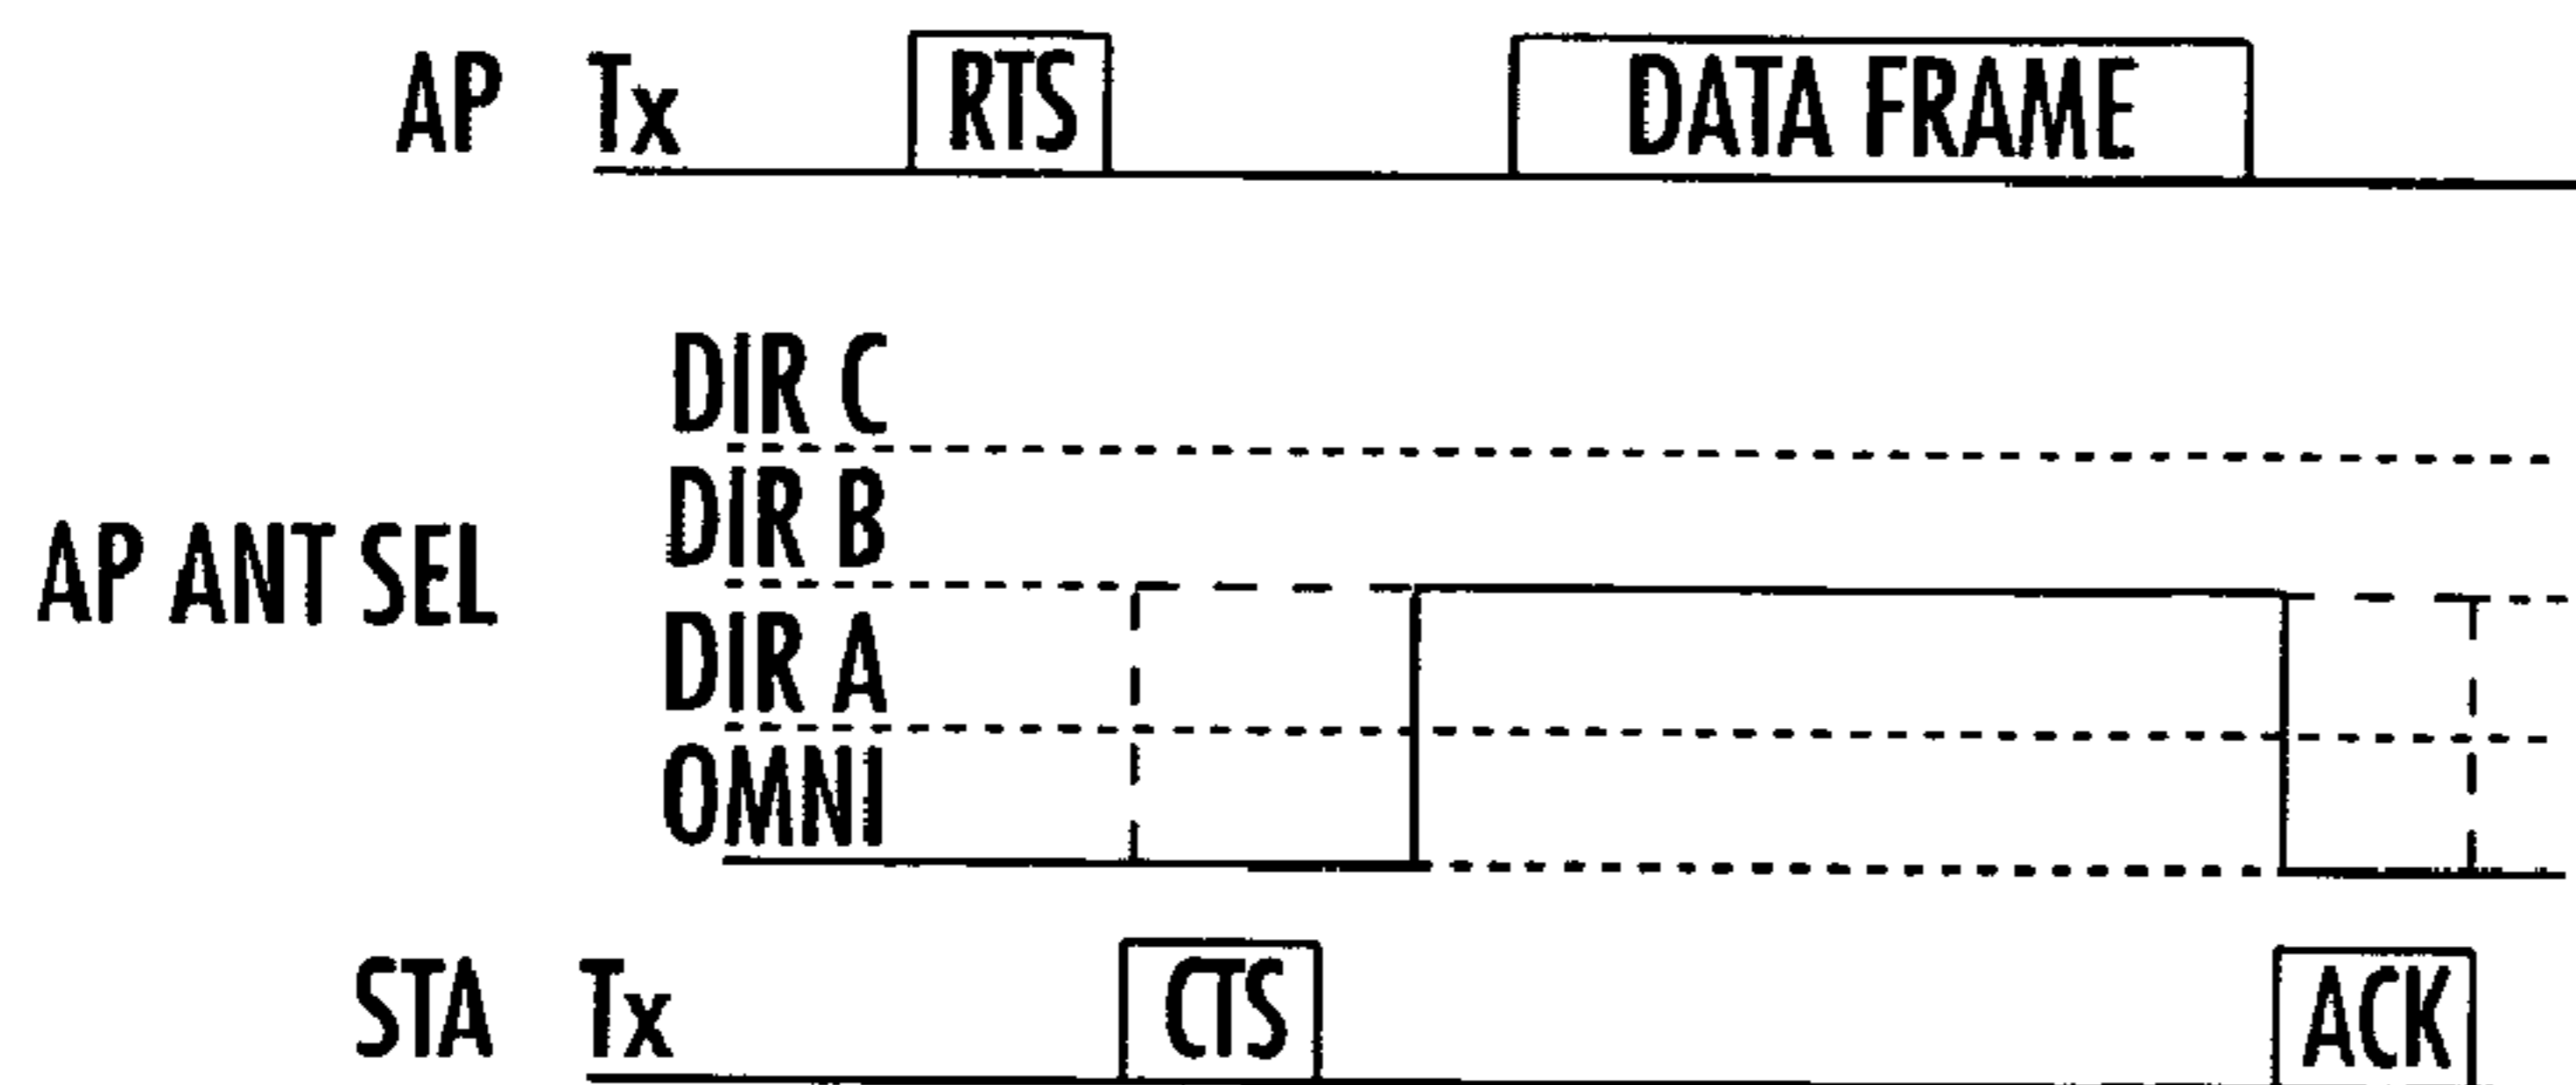 AP Tx RTS DATA FRAME
DIR C
DIR B
AP ANT SEL
DIR A
OMNI
STA Tx CTS ACK